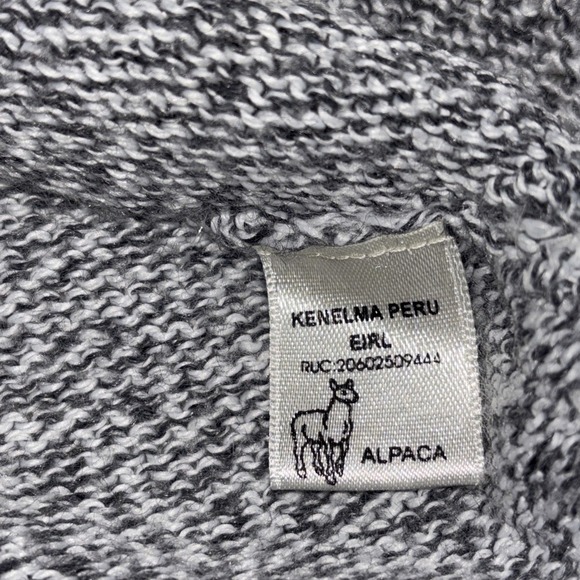 KENELMA PERU
EIRL
RUC:20602509444
ALPACA